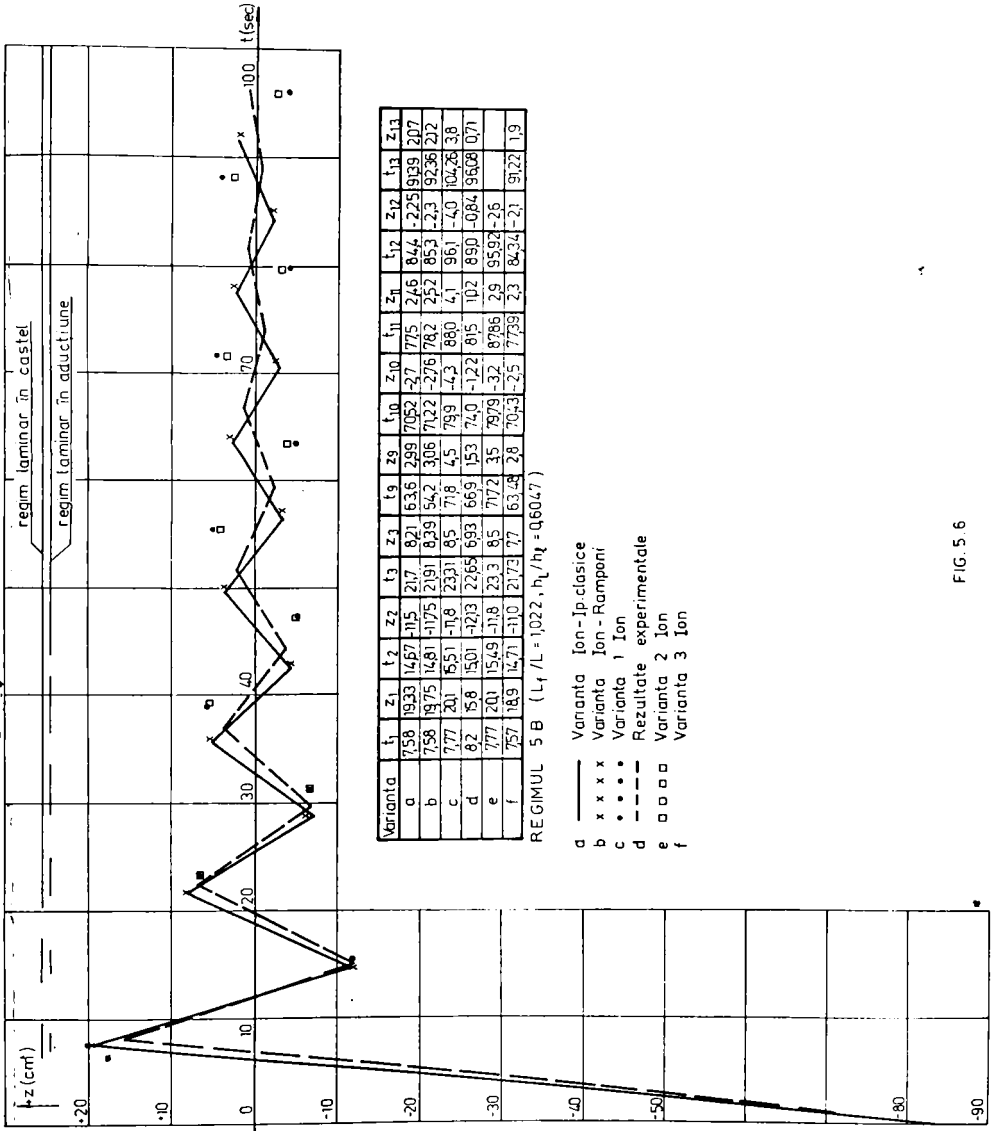 +z (cm)
+20
+10
0
-10
-20
-30
-40
-50
-80
-90
10
20
30
40
70
100
t(sec)
regim laminar în castel
regim laminar în aducțiune
Varianta t1 z1 t2 z2 t3 z3 t9 z9 t10 z10 t11 z11 t12 z12 t13 z13
a 7,58 19,33 14,67 -11,5 21,7 8,21 63,6 2,99 70,52 -2,7 77,5 2,46 84,4 -2,25 91,39 2,07
b 7,58 19,75 14,81 -11,75 21,91 8,39 54,2 3,06 71,22 -2,76 78,2 2,52 85,3 -2,3 92,36 2,12
c 7,77 20,1 15,51 -11,8 23,31 8,5 71,8 4,5 79,9 -4,3 88,0 4,1 96,1 -4,0 104,26 3,8
d 8,2 15,8 15,01 -12,13 22,65 6,93 66,9 1,53 74,0 -1,22 81,5 1,02 89,0 -0,84 96,08 0,71
e 7,77 20,1 15,49 -11,8 23,3 8,5 71,72 3,5 79,79 -3,2 87,86 2,9 95,92 -2,6
f 7,57 18,9 14,71 -11,0 21,73 7,7 63,48 2,8 70,43 -2,5 77,39 2,3 84,34 -2,1 91,22 1,9
REGIMUL 5 B (Lf /L = 1,022, hL/hℓ = 0,6047)
a Varianta Ion-Ip.clasice
b x x x x Varianta Ion-Ramponi
c • • • • Varianta 1 Ion
d Rezultate experimentale
e □ □ □ □ Varianta 2 Ion
f Varianta 3 Ion
FIG. 5.6